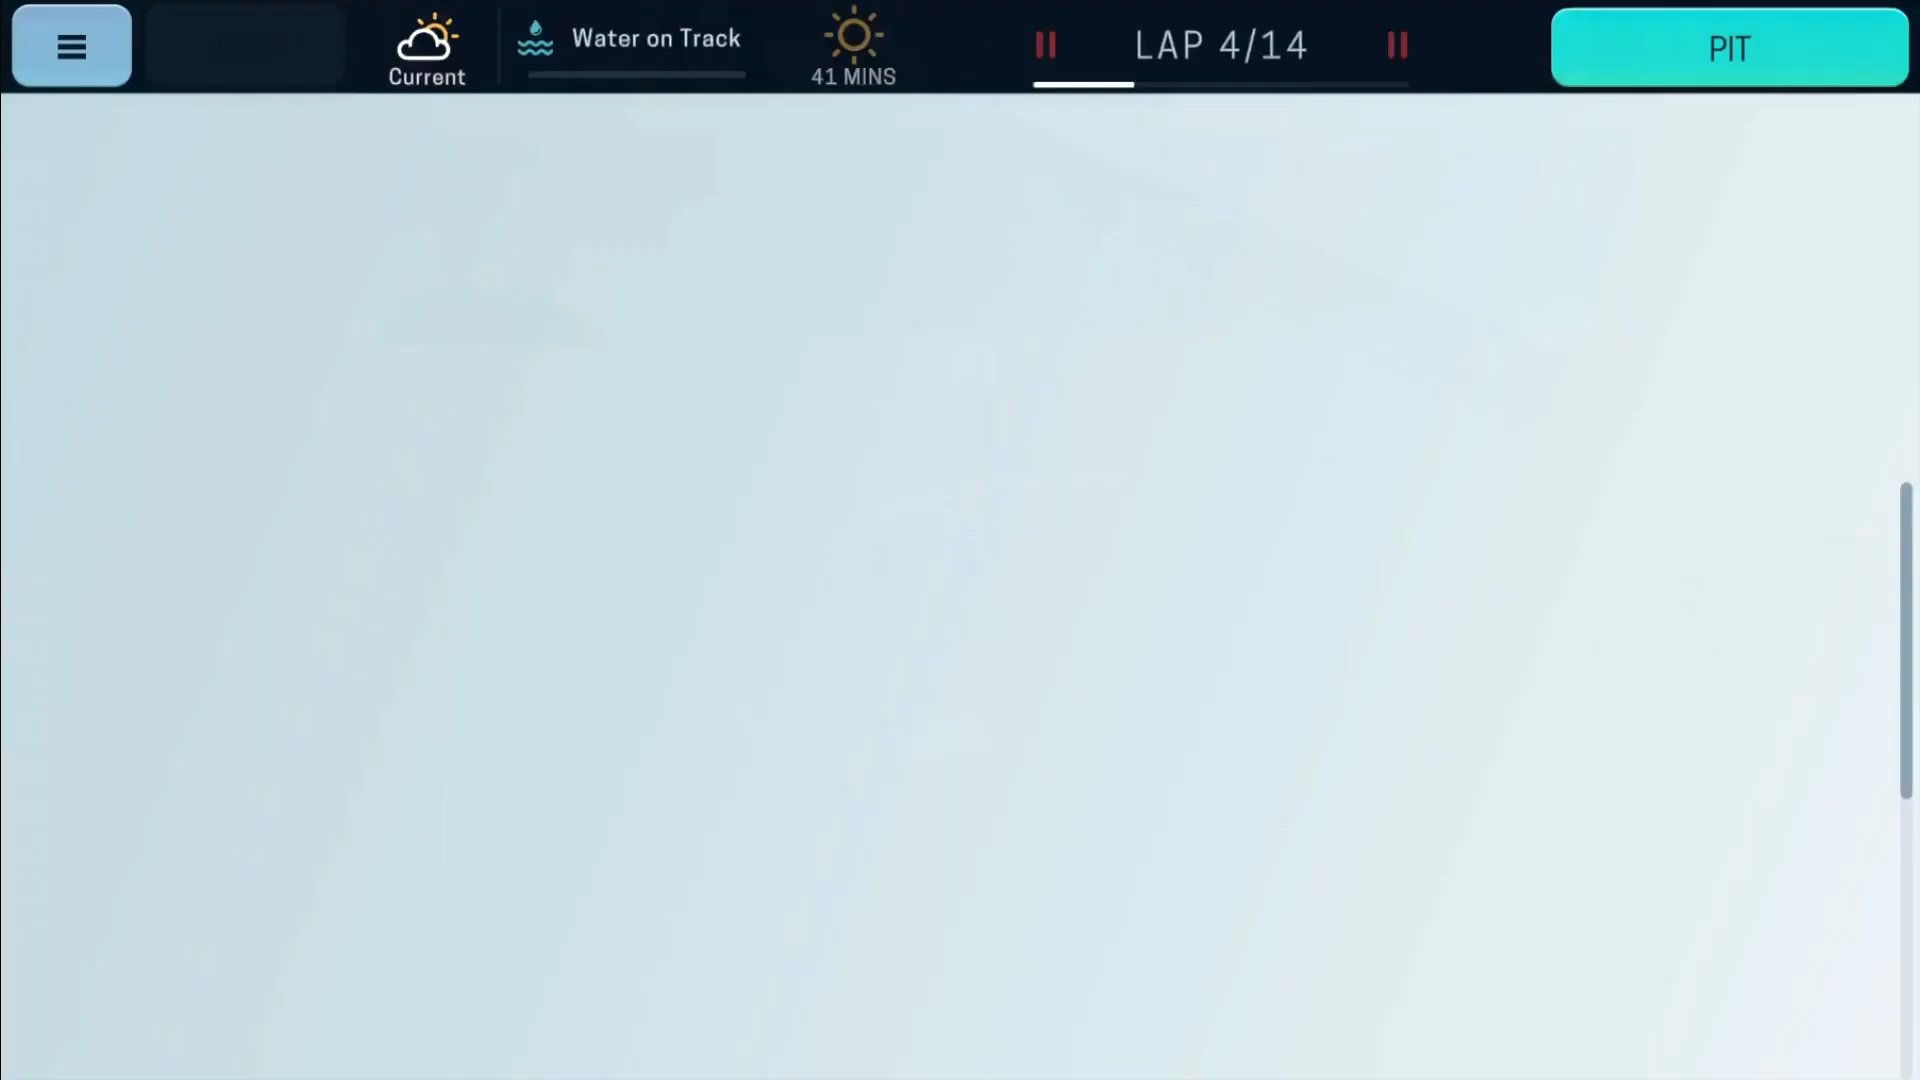 Current
Water on Track
41 MINS
LAP 4/14
PIT